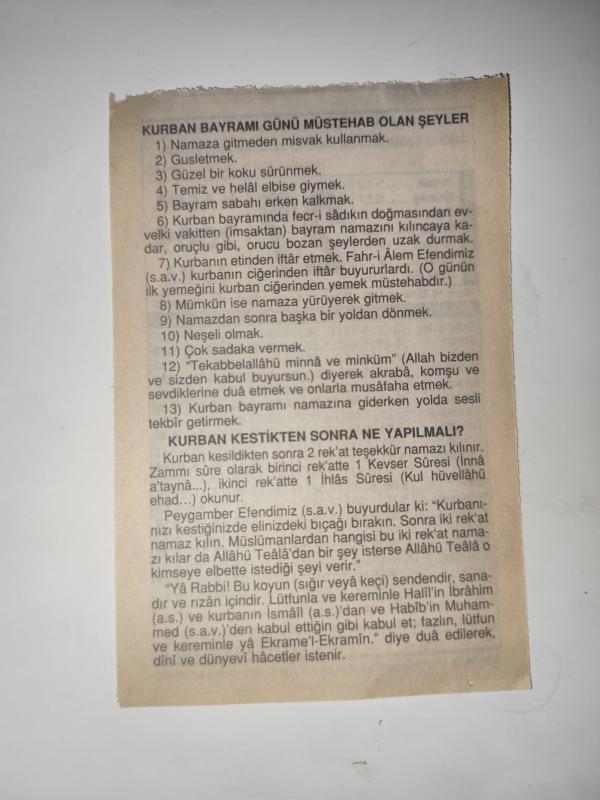 KURBAN BAYRAMI GÜNÜ MÜSTEHAB OLAN ŞEYLER
1) Namaza gitmeden misvak kullanmak.
2) Gusletmek.
3) Güzel bir koku sürünmek.
4) Temiz ve helâl elbise giymek.
5) Bayram sabahı erken kalkmak.
6) Kurban bayramında fecr-i sâdıkın doğmasından ev-
velki vakitten (imsaktan) bayram namazını kılıncaya ka-
dar, oruçlu gibi, orucu bozan şeylerden uzak durmak.
7) Kurbanın etinden iftâr etmek. Fahr-i Âlem Efendimiz
(s.a.v.) kurbanın ciğerinden iftâr buyururlardı. (O günün
ilk yemeğini kurban ciğerinden yemek müstehabdır.)
8) Mümkün ise namaza yürüyerek gitmek.
9) Namazdan sonra başka bir yoldan dönmek.
10) Neşeli olmak.
11) Çok sadaka vermek.
12) “Tekabbelallâhü minnâ ve minküm” (Allah bizden
ve sizden kabul buyursun.) diyerek akrabâ, komşu ve
sevdiklerine duâ etmek ve onlarla musâfaha etmek.
13) Kurban bayramı namazına giderken yolda sesli
tekbîr getirmek.
KURBAN KESTİKTEN SONRA NE YAPILMALI?
Kurban kesildikten sonra 2 rek'at teşekkür namazı kılınır.
Zammı sûre olarak birinci rek'atte 1 Kevser Sûresi (İnnâ
a'taynâ...), ikinci rek'atte 1 İhlâs Sûresi (Kul hüvellâhü
ehad...) okunur.
Peygamber Efendimiz (s.a.v.) buyurdular ki: “Kurbanı-
nızı kestiğinizde elinizdeki bıçağı bırakın. Sonra iki rek'at
namaz kılın. Müslümanlardan hangisi bu iki rek'at nama-
zı kılar da Allâhü Teâlâ'dan bir şey isterse Allâhü Teâlâ o
kimseye elbette istediği şeyi verir.”
“Yâ Rabbi! Bu koyun (sığır veyâ keçi) sendendir, sana-
dır ve rızân içindir. Lütfunla ve kereminle Halîl'in İbrâhim
(a.s.) ve kurbanın İsmâîl (a.s.)'dan ve Habîb'in Muham-
med (s.a.v.)'den kabul ettiğin gibi kabul et; fazlın, lütfun
ve kereminle yâ Ekrame'l-Ekramîn.” diye duâ edilerek,
dînî ve dünyevî hâcetler istenir.